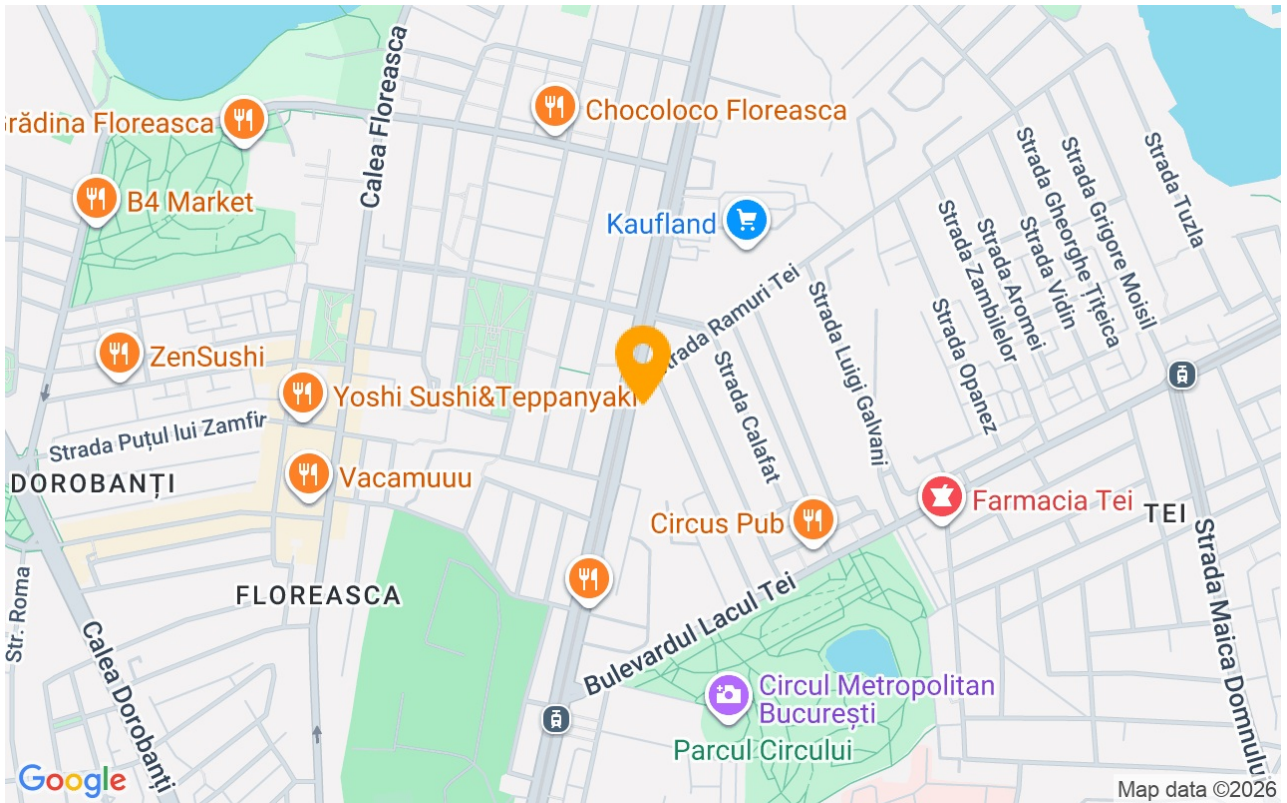 Calea Floreasca
Chocoloco Floreasca
Grădina Floreasca
B4 Market
Kaufland
Strada Tuzla
Strada Grigore Moisil
Strada Gheorghe Țițeica
Strada Vidin
Strada Aromei
Strada Zambilelor
Strada Ramuri Tei
Strada Luigi Galvani
Strada Opanez
Strada Calafat
ZenSushi
Yoshi Sushi&Teppanyaki
Strada Puțul lui Zamfir
DOROBANȚI
Vacamuuu
Circus Pub
Farmacia Tei
TEI
Strada Maica Domnului
FLOREASCA
Str. Roma
Calea Dorobanți
Bulevardul Lacul Tei
Circul Metropolitan
București
Parcul Circului
Google
Map data ©2026